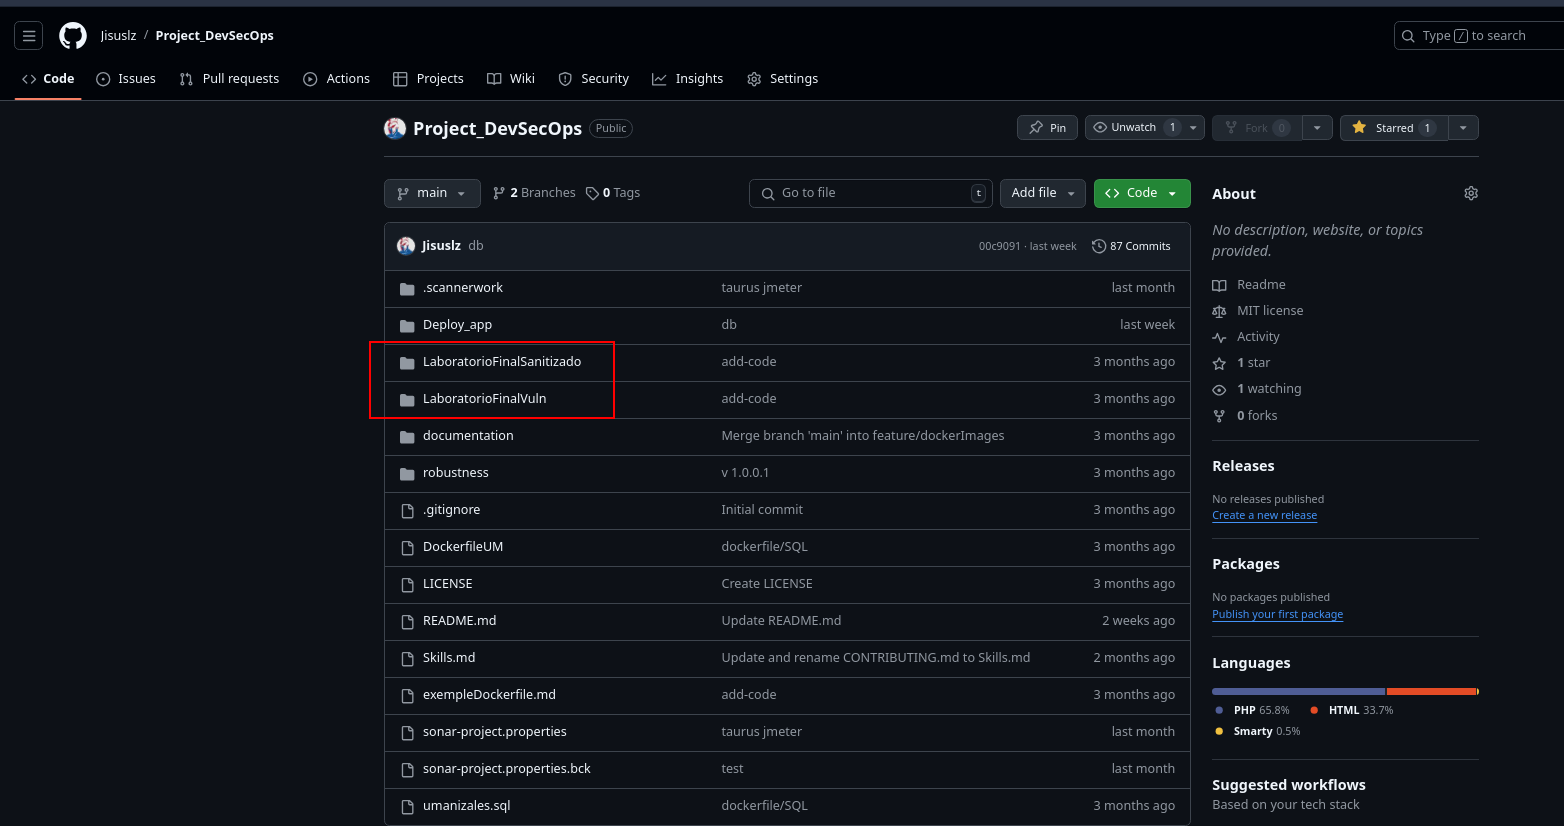 Jisuslz / Project_DevSecOps
Type / to search
Code Issues Pull requests Actions Projects Wiki Security Insights Settings
Project_DevSecOps Public
Pin Unwatch 1 Fork 0 Starred 1
main 2 Branches 0 Tags
Go to file t Add file Code
Jisuslz db 00c9091 · last week 87 Commits
.scannerwork taurus jmeter last month
Deploy_app db last week
LaboratorioFinalSanitizado add-code 3 months ago
LaboratorioFinalVuln add-code 3 months ago
documentation Merge branch 'main' into feature/dockerImages 3 months ago
robustness v 1.0.0.1 3 months ago
.gitignore Initial commit 3 months ago
DockerfileUM dockerfile/SQL 3 months ago
LICENSE Create LICENSE 3 months ago
README.md Update README.md 2 weeks ago
Skills.md Update and rename CONTRIBUTING.md to Skills.md 2 months ago
exempleDockerfile.md add-code 3 months ago
sonar-project.properties taurus jmeter last month
sonar-project.properties.bck test last month
umanizales.sql dockerfile/SQL 3 months ago
About
No description, website, or topics
provided.
Readme
MIT license
Activity
1 star
1 watching
0 forks
Releases
No releases published
Create a new release
Packages
No packages published
Publish your first package
Languages
PHP 65.8% HTML 33.7%
Smarty 0.5%
Suggested workflows
Based on your tech stack